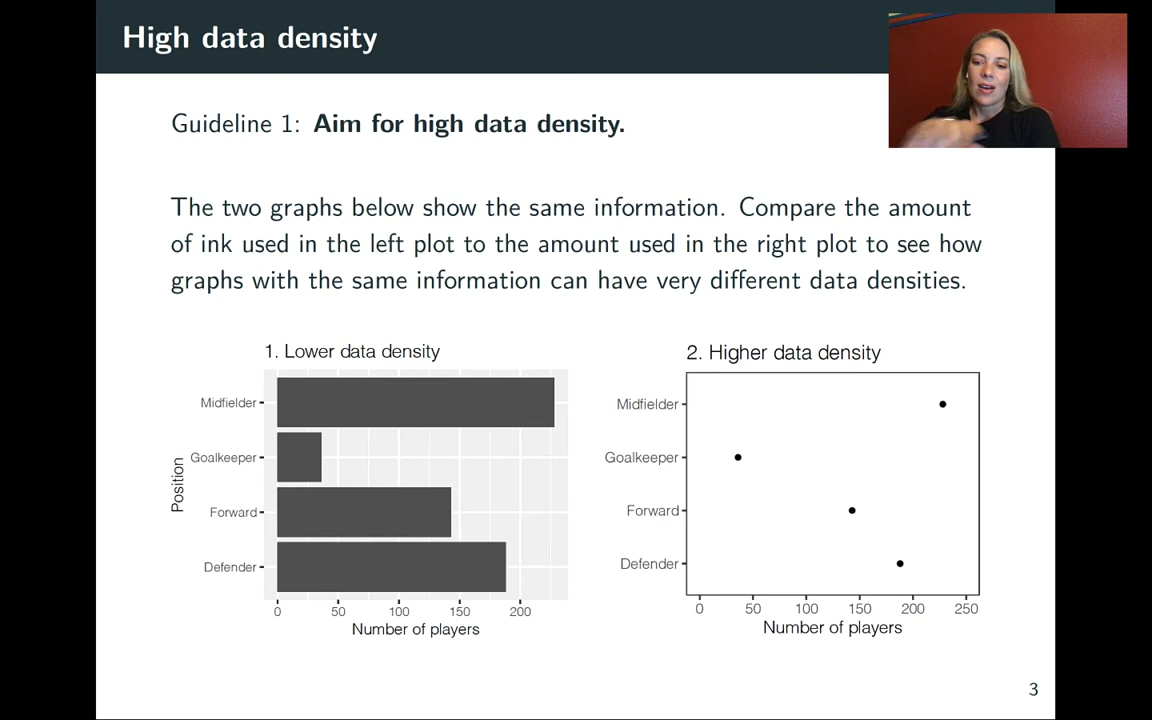 High data density
Guideline 1: Aim for high data density.
The two graphs below show the same information. Compare the amount
of ink used in the left plot to the amount used in the right plot to see how
graphs with the same information can have very different data densities.
1. Lower data density
Position
Midfielder
Goalkeeper
Forward
Defender
0 50 100 150 200
Number of players
2. Higher data density
Midfielder
Goalkeeper
Forward
Defender
0 50 100 150 200 250
Number of players
3